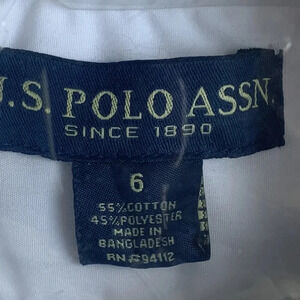 U.S. POLO ASSN.
SINCE 1890
6
55%COTTON
45%POLYESTER
MADE IN
BANGLADESH
RN #94112